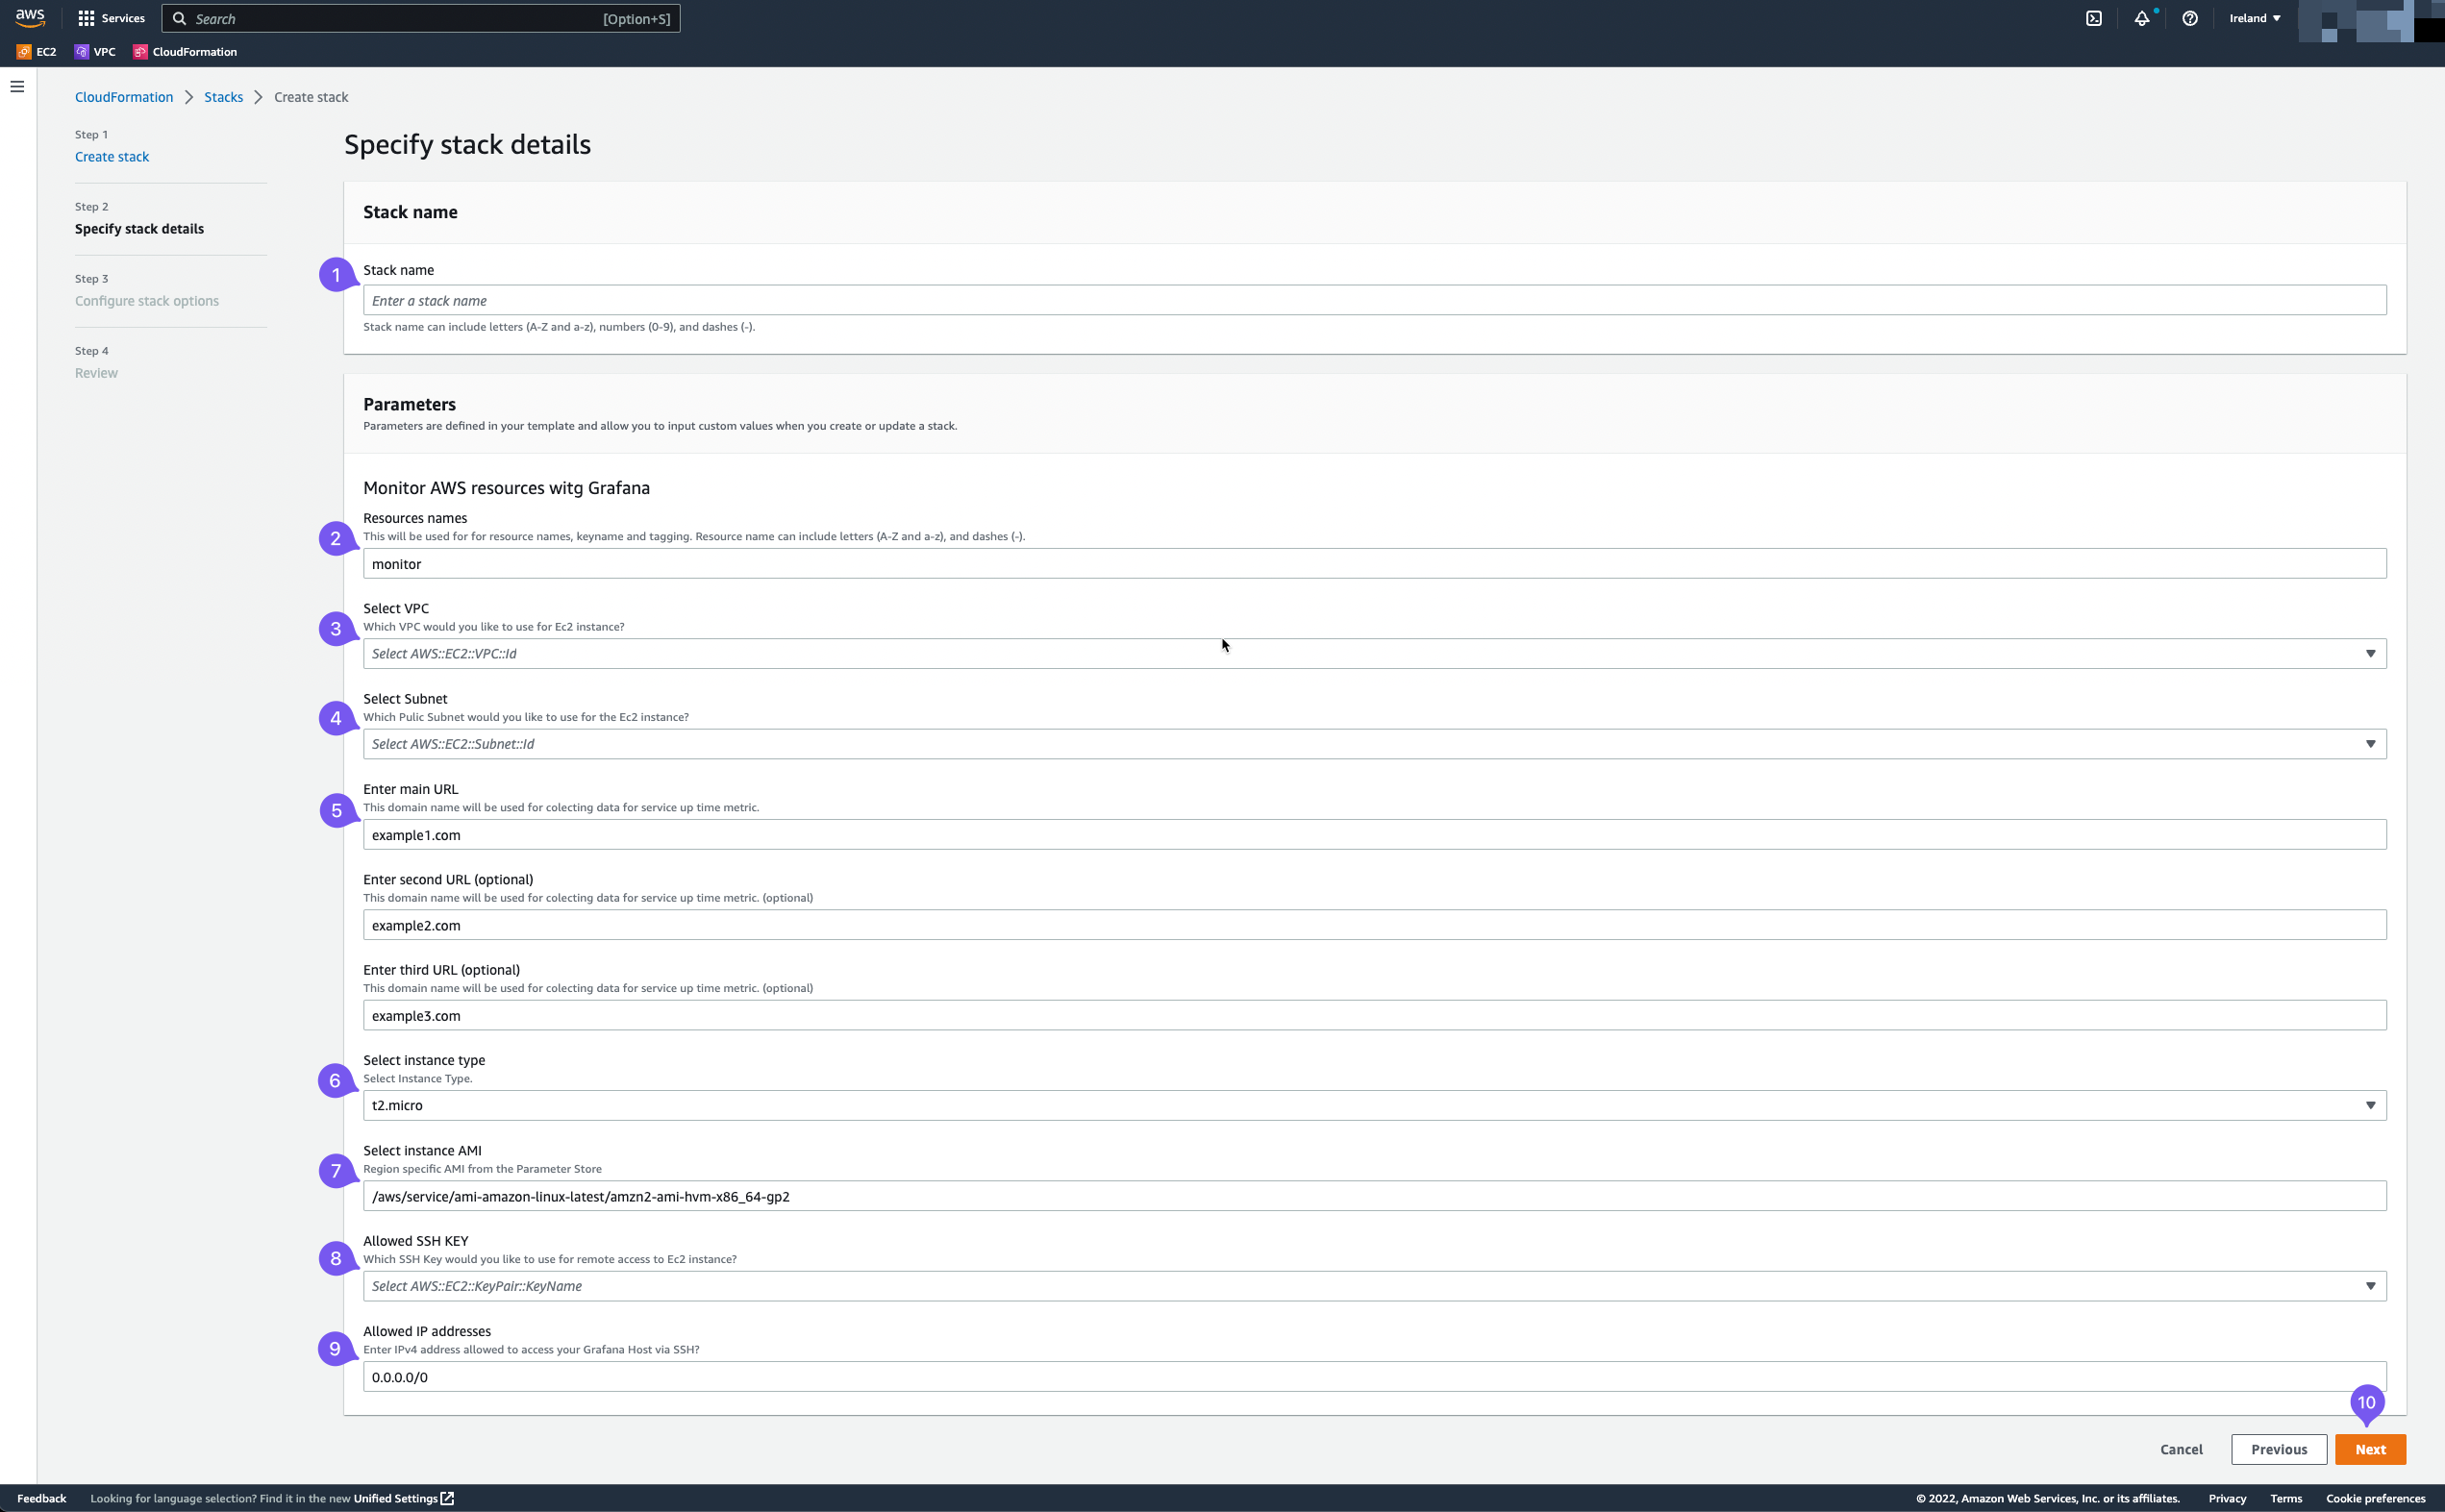 aws
Services
Search
[Option+S]
Ireland
EC2
VPC
CloudFormation
CloudFormation
Stacks
Create stack
Step 1
Create stack
Step 2
Specify stack details
Step 3
Configure stack options
Step 4
Review
Specify stack details
Stack name
1
Stack name
Enter a stack name
Stack name can include letters (A-Z and a-z), numbers (0-9), and dashes (-).
Parameters
Parameters are defined in your template and allow you to input custom values when you create or update a stack.
Monitor AWS resources witg Grafana
Resources names
2
This will be used for for resource names, keyname and tagging. Resource name can include letters (A-Z and a-z), and dashes (-).
monitor
Select VPC
3
Which VPC would you like to use for Ec2 instance?
Select AWS::EC2::VPC::Id
Select Subnet
4
Which Pulic Subnet would you like to use for the Ec2 instance?
Select AWS::EC2::Subnet::Id
Enter main URL
5
This domain name will be used for colecting data for service up time metric.
example1.com
Enter second URL (optional)
This domain name will be used for colecting data for service up time metric. (optional)
example2.com
Enter third URL (optional)
This domain name will be used for colecting data for service up time metric. (optional)
example3.com
Select instance type
6
Select Instance Type.
t2.micro
Select instance AMI
7
Region specific AMI from the Parameter Store
/aws/service/ami-amazon-linux-latest/amzn2-ami-hvm-x86_64-gp2
Allowed SSH KEY
8
Which SSH Key would you like to use for remote access to Ec2 instance?
Select AWS::EC2::KeyPair::KeyName
Allowed IP addresses
9
Enter IPv4 address allowed to access your Grafana Host via SSH?
0.0.0.0/0
10
Cancel
Previous
Next
Feedback
Looking for language selection? Find it in the new Unified Settings
© 2022, Amazon Web Services, Inc. or its affiliates.
Privacy
Terms
Cookie preferences